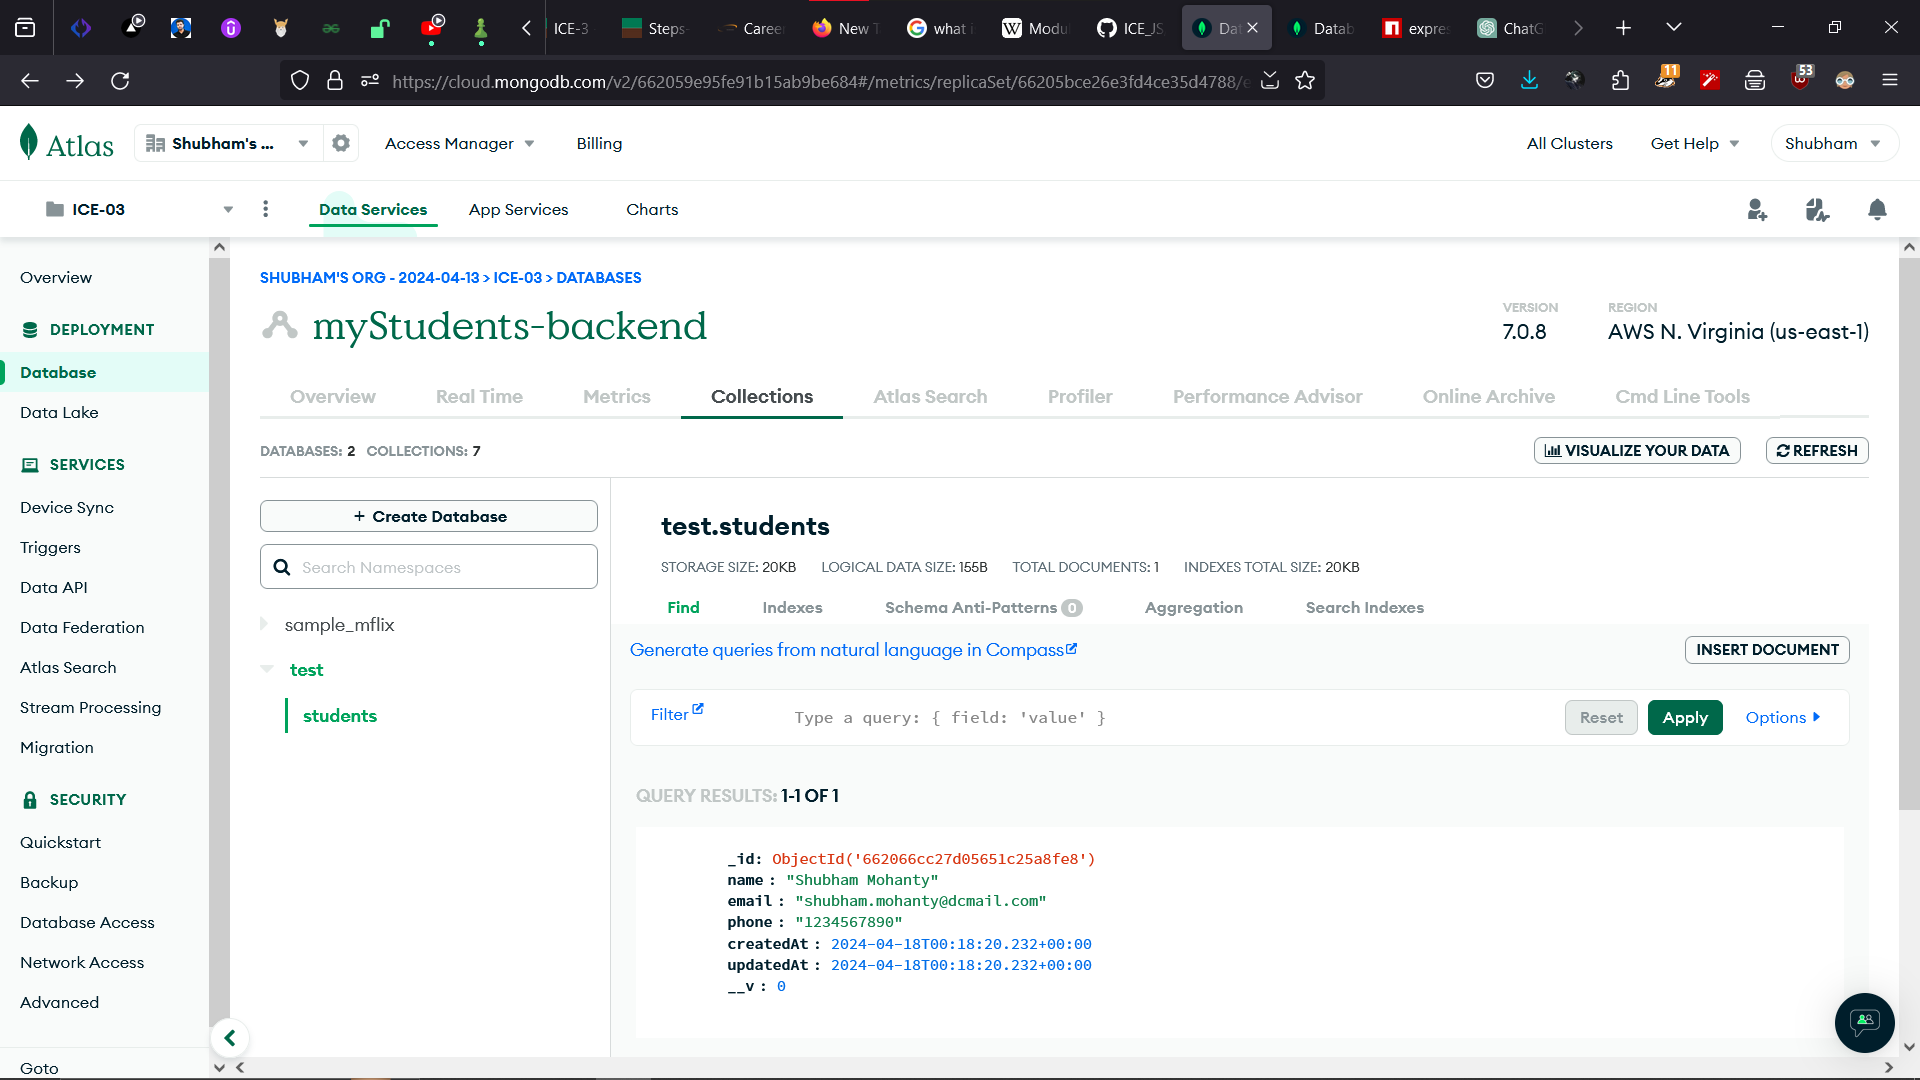 ICE-3
Steps-
Career
New T
what i
Modu
ICE_JS
Dat
Datab
expres
ChatG
https://cloud.mongodb.com/v2/662059e95fe91b15ab9be684#/metrics/replicaSet/66205bce26e3fd4ce35d4788/e
11
53
Atlas
Shubham's ...
Access Manager
Billing
All Clusters
Get Help
Shubham
ICE-03
Data Services
App Services
Charts
Overview
DEPLOYMENT
Database
Data Lake
SERVICES
Device Sync
Triggers
Data API
Data Federation
Atlas Search
Stream Processing
Migration
SECURITY
Quickstart
Backup
Database Access
Network Access
Advanced
Goto
SHUBHAM'S ORG - 2024-04-13 > ICE-03 > DATABASES
myStudents-backend
VERSION
7.0.8
REGION
AWS N. Virginia (us-east-1)
Overview
Real Time
Metrics
Collections
Atlas Search
Profiler
Performance Advisor
Online Archive
Cmd Line Tools
DATABASES: 2 COLLECTIONS: 7
VISUALIZE YOUR DATA
REFRESH
+ Create Database
Search Namespaces
sample_mflix
test
students
test.students
STORAGE SIZE: 20KB LOGICAL DATA SIZE: 155B TOTAL DOCUMENTS: 1 INDEXES TOTAL SIZE: 20KB
Find
Indexes
Schema Anti-Patterns 0
Aggregation
Search Indexes
Generate queries from natural language in Compass
INSERT DOCUMENT
Filter
Type a query: { field: 'value' }
Reset
Apply
Options
QUERY RESULTS: 1-1 OF 1
_id: ObjectId('662066cc27d05651c25a8fe8')
name : "Shubham Mohanty"
email : "shubham.mohanty@dcmail.com"
phone : "1234567890"
createdAt : 2024-04-18T00:18:20.232+00:00
updatedAt : 2024-04-18T00:18:20.232+00:00
__v : 0